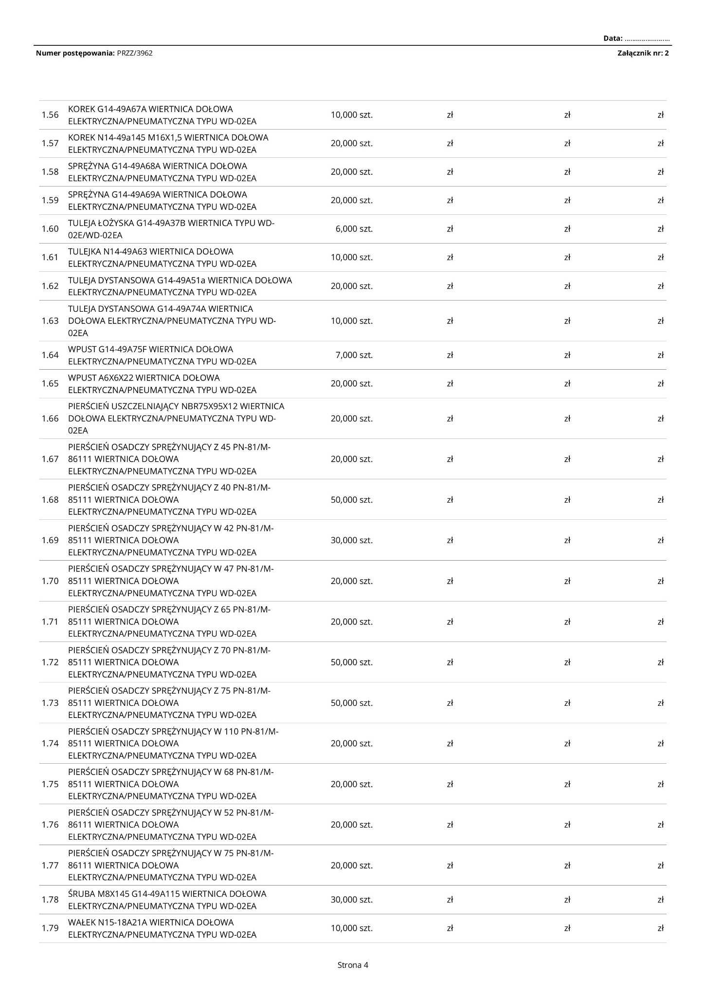 Data: ........................
Numer postępowania: PRZZ/3962 Załącznik nr: 2
KOREK G14-49A67A WIERTNICA DOŁOWA
1.56 10,000 szt. zł zł zł
ELEKTRYCZNA/PNEUMATYCZNA TYPU WD-02EA
KOREK N14-49a145 M16X1,5 WIERTNICA DOŁOWA
1.57 20,000 szt. zł zł zł
ELEKTRYCZNA/PNEUMATYCZNA TYPU WD-02EA
SPRĘŻYNA G14-49A68A WIERTNICA DOŁOWA
1.58 20,000 szt. zł zł zł
ELEKTRYCZNA/PNEUMATYCZNA TYPU WD-02EA
SPRĘŻYNA G14-49A69A WIERTNICA DOŁOWA
1.59 20,000 szt. zł zł zł
ELEKTRYCZNA/PNEUMATYCZNA TYPU WD-02EA
TULEJA ŁOŻYSKA G14-49A37B WIERTNICA TYPU WD-
1.60 6,000 szt. zł zł zł
02E/WD-02EA
TULEJKA N14-49A63 WIERTNICA DOŁOWA
1.61 10,000 szt. zł zł zł
ELEKTRYCZNA/PNEUMATYCZNA TYPU WD-02EA
TULEJA DYSTANSOWA G14-49A51a WIERTNICA DOŁOWA
1.62 20,000 szt. zł zł zł
ELEKTRYCZNA/PNEUMATYCZNA TYPU WD-02EA
TULEJA DYSTANSOWA G14-49A74A WIERTNICA
1.63 DOŁOWA ELEKTRYCZNA/PNEUMATYCZNA TYPU WD- 10,000 szt. zł zł zł
02EA
WPUST G14-49A75F WIERTNICA DOŁOWA
1.64 7,000 szt. zł zł zł
ELEKTRYCZNA/PNEUMATYCZNA TYPU WD-02EA
WPUST A6X6X22 WIERTNICA DOŁOWA
1.65 20,000 szt. zł zł zł
ELEKTRYCZNA/PNEUMATYCZNA TYPU WD-02EA
PIERŚCIEŃ USZCZELNIAJĄCY NBR75X95X12 WIERTNICA
1.66 DOŁOWA ELEKTRYCZNA/PNEUMATYCZNA TYPU WD- 20,000 szt. zł zł zł
02EA
PIERŚCIEŃ OSADCZY SPRĘŻYNUJĄCY Z 45 PN-81/M-
1.67 86111 WIERTNICA DOŁOWA 20,000 szt. zł zł zł
ELEKTRYCZNA/PNEUMATYCZNA TYPU WD-02EA
PIERŚCIEŃ OSADCZY SPRĘŻYNUJĄCY Z 40 PN-81/M-
1.68 85111 WIERTNICA DOŁOWA 50,000 szt. zł zł zł
ELEKTRYCZNA/PNEUMATYCZNA TYPU WD-02EA
PIERŚCIEŃ OSADCZY SPRĘŻYNUJĄCY W 42 PN-81/M-
1.69 85111 WIERTNICA DOŁOWA 30,000 szt. zł zł zł
ELEKTRYCZNA/PNEUMATYCZNA TYPU WD-02EA
PIERŚCIEŃ OSADCZY SPRĘŻYNUJĄCY W 47 PN-81/M-
1.70 85111 WIERTNICA DOŁOWA 20,000 szt. zł zł zł
ELEKTRYCZNA/PNEUMATYCZNA TYPU WD-02EA
PIERŚCIEŃ OSADCZY SPRĘŻYNUJĄCY Z 65 PN-81/M-
1.71 85111 WIERTNICA DOŁOWA 20,000 szt. zł zł zł
ELEKTRYCZNA/PNEUMATYCZNA TYPU WD-02EA
PIERŚCIEŃ OSADCZY SPRĘŻYNUJĄCY Z 70 PN-81/M-
1.72 85111 WIERTNICA DOŁOWA 50,000 szt. zł zł zł
ELEKTRYCZNA/PNEUMATYCZNA TYPU WD-02EA
PIERŚCIEŃ OSADCZY SPRĘŻYNUJĄCY Z 75 PN-81/M-
1.73 85111 WIERTNICA DOŁOWA 50,000 szt. zł zł zł
ELEKTRYCZNA/PNEUMATYCZNA TYPU WD-02EA
PIERŚCIEŃ OSADCZY SPRĘŻYNUJĄCY W 110 PN-81/M-
1.74 85111 WIERTNICA DOŁOWA 20,000 szt. zł zł zł
ELEKTRYCZNA/PNEUMATYCZNA TYPU WD-02EA
PIERŚCIEŃ OSADCZY SPRĘŻYNUJĄCY W 68 PN-81/M-
1.75 85111 WIERTNICA DOŁOWA 20,000 szt. zł zł zł
ELEKTRYCZNA/PNEUMATYCZNA TYPU WD-02EA
PIERŚCIEŃ OSADCZY SPRĘŻYNUJĄCY W 52 PN-81/M-
1.76 86111 WIERTNICA DOŁOWA 20,000 szt. zł zł zł
ELEKTRYCZNA/PNEUMATYCZNA TYPU WD-02EA
PIERŚCIEŃ OSADCZY SPRĘŻYNUJĄCY W 75 PN-81/M-
1.77 86111 WIERTNICA DOŁOWA 20,000 szt. zł zł zł
ELEKTRYCZNA/PNEUMATYCZNA TYPU WD-02EA
ŚRUBA M8X145 G14-49A115 WIERTNICA DOŁOWA
1.78 30,000 szt. zł zł zł
ELEKTRYCZNA/PNEUMATYCZNA TYPU WD-02EA
WAŁEK N15-18A21A WIERTNICA DOŁOWA
1.79 10,000 szt. zł zł zł
ELEKTRYCZNA/PNEUMATYCZNA TYPU WD-02EA
Strona 4